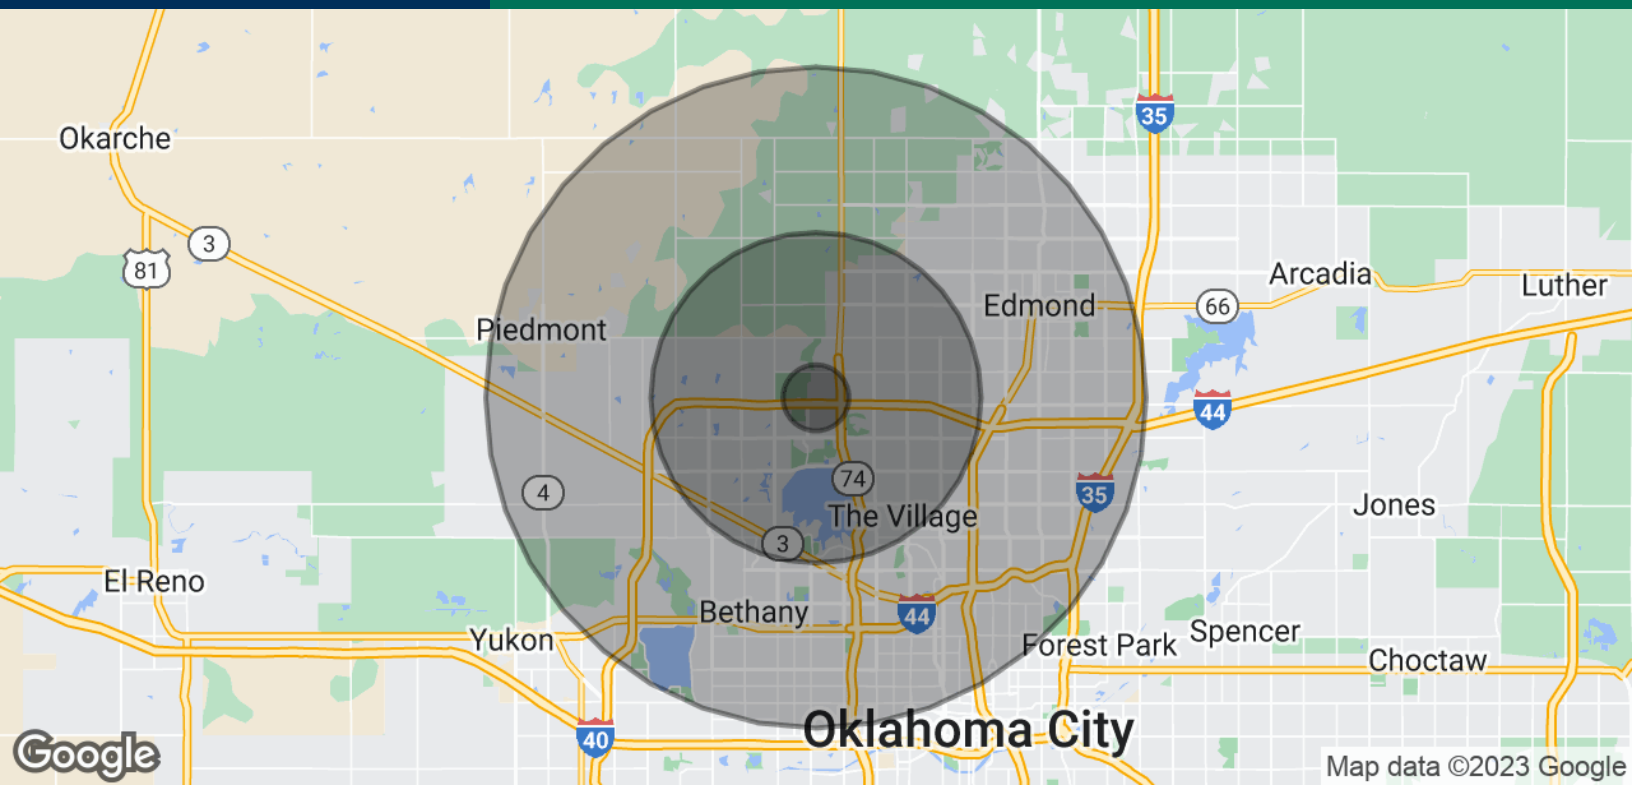 35
Okarche
3
81
Arcadia
Luther
Edmond
66
Piedmont
44
74
4
35
Jones
The Village
3
El Reno
Bethany
44
Yukon
Forest Park
Spencer
Choctaw
Oklahoma City
40
Google
Map data ©2023 Google